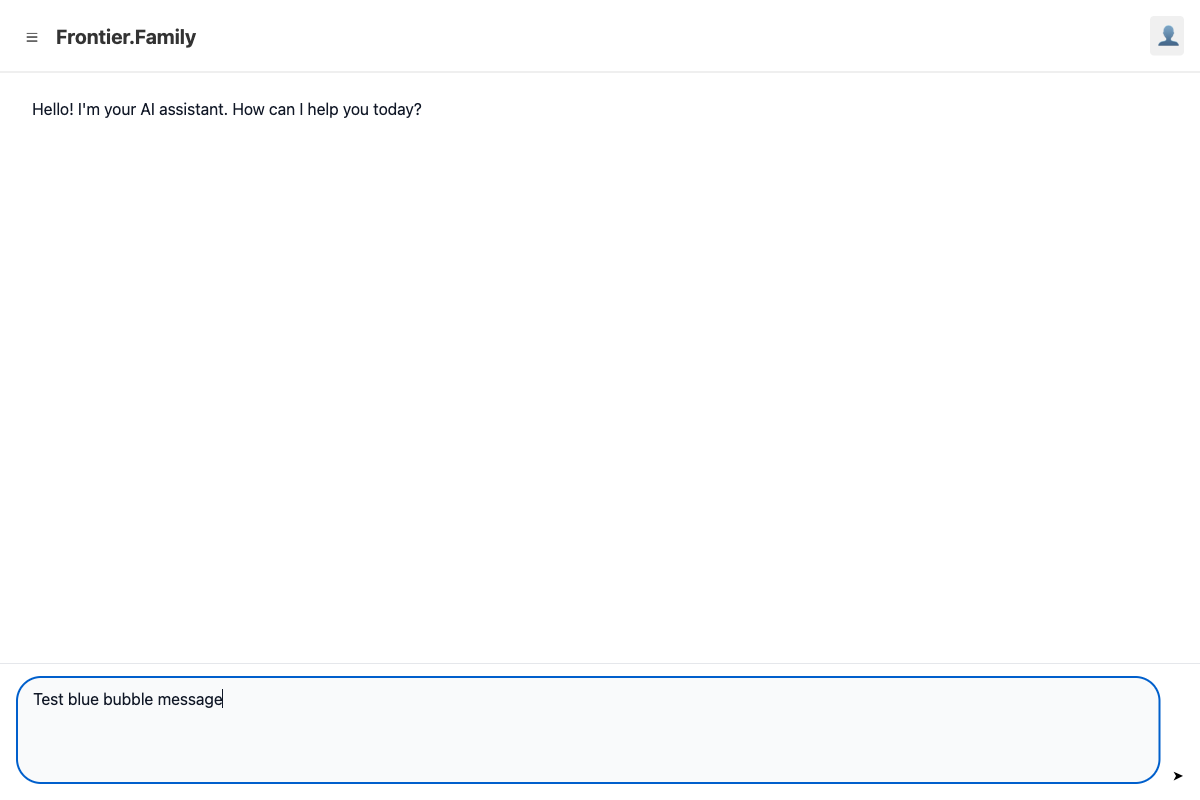 Frontier.Family
Hello! I'm your AI assistant. How can I help you today?
Test blue bubble message